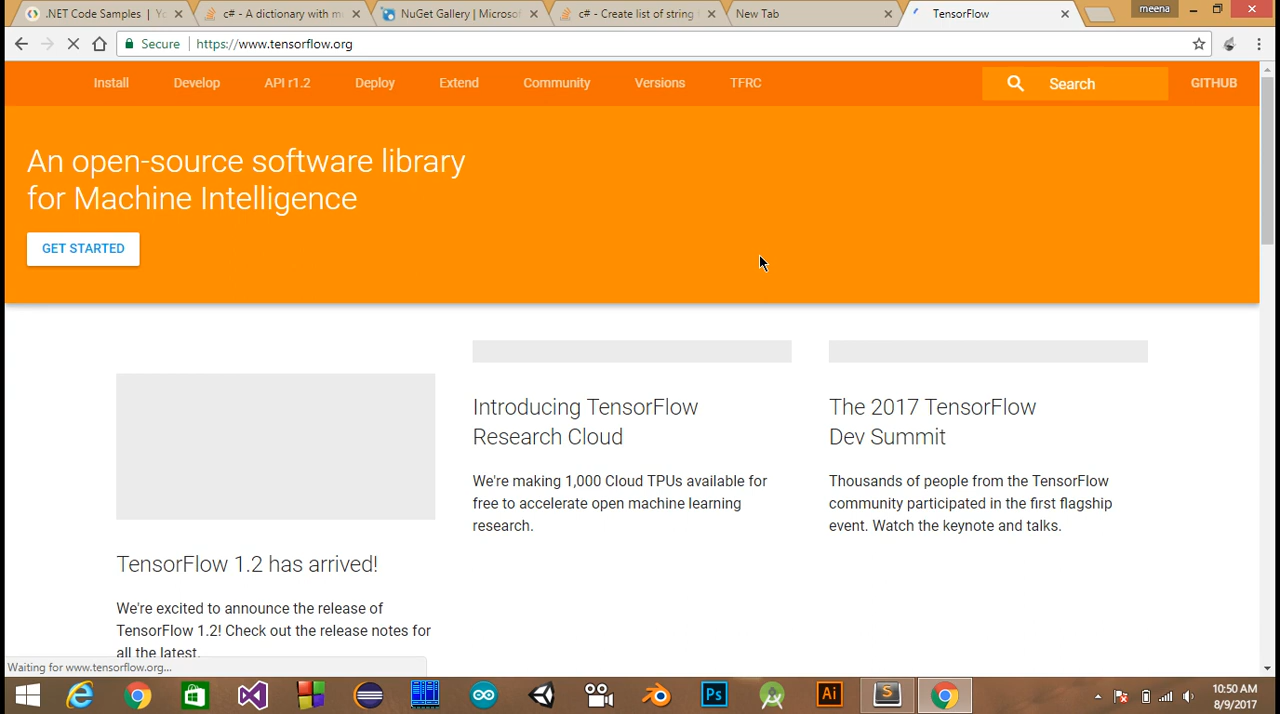 .NET Code Samples | Yo
c# - A dictionary with mu
NuGet Gallery | Microsof
c# - Create list of string
New Tab
TensorFlow
meena
Secure
https://www.tensorflow.org
Install
Develop
API r1.2
Deploy
Extend
Community
Versions
TFRC
Search
GITHUB
An open-source software library
for Machine Intelligence
GET STARTED
Introducing TensorFlow
Research Cloud
We're making 1,000 Cloud TPUs available for
free to accelerate open machine learning
research.
The 2017 TensorFlow
Dev Summit
Thousands of people from the TensorFlow
community participated in the first flagship
event. Watch the keynote and talks.
TensorFlow 1.2 has arrived!
We're excited to announce the release of
TensorFlow 1.2! Check out the release notes for
all the latest.
Waiting for www.tensorflow.org...
Ps
Ai
S
10:50 AM
8/9/2017